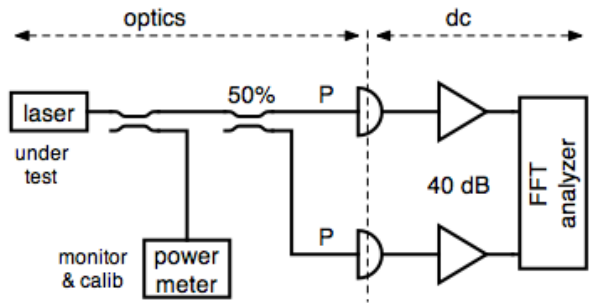 optics
dc
laser
under
test
50%
P
P
40 dB
FFT
analyzer
monitor
& calib
power
meter